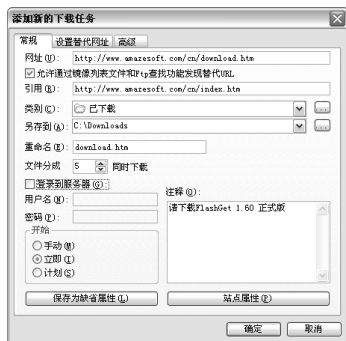 添加新的下载任务
常规 设置替代网址 高级
网址(U): http://www.amazesoft.com/cn/download.htm
允许通过镜像列表文件和Ftp查找功能发现替代URL
引用(R): http://www.amazesoft.com/cn/index.htm
类别(C): 已下载
另存到(A): C:\Downloads
重命名(E): download.htm
文件分成 5 同时下载
登录到服务器(G):
用户名(N):
密码(P):
注释(O):
请下载FlashGet 1.60 正式版
开始
手动(M)
立即(I)
计划(S)
保存为缺省属性(L) 站点属性(P)
确定 取消